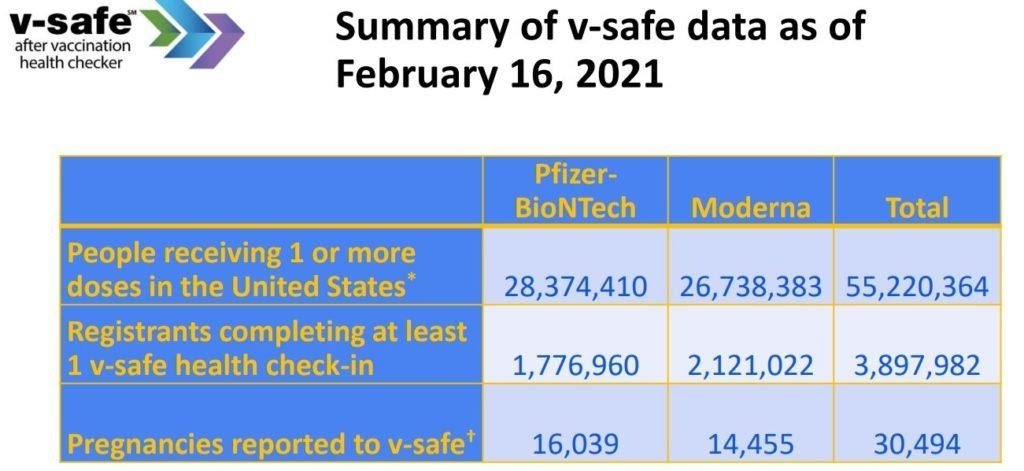 v-safe℠
after vaccination
health checker
Summary of v-safe data as of
February 16, 2021
Pfizer-
BioNTech
Moderna
Total
People receiving 1 or more
doses in the United States*
28,374,410
26,738,383
55,220,364
Registrants completing at least
1 v-safe health check-in
1,776,960
2,121,022
3,897,982
Pregnancies reported to v-safe†
16,039
14,455
30,494